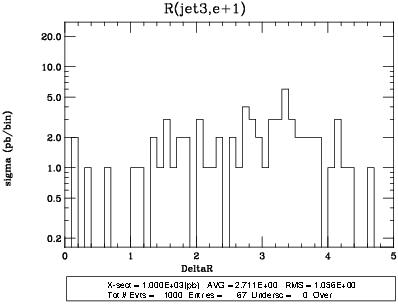 R(jet3,e+1)
sigma (pb/bin)
20.0
10.0
5.0
2.0
1.0
0.5
0.2
0
1
2
3
4
5
DeltaR
X-sect = 1.000E+03(pb) AVG = 2.711E+00 RMS = 1.056E+00
Tot # Evts = 1000 Entries = 67 Undersc = 0 Over